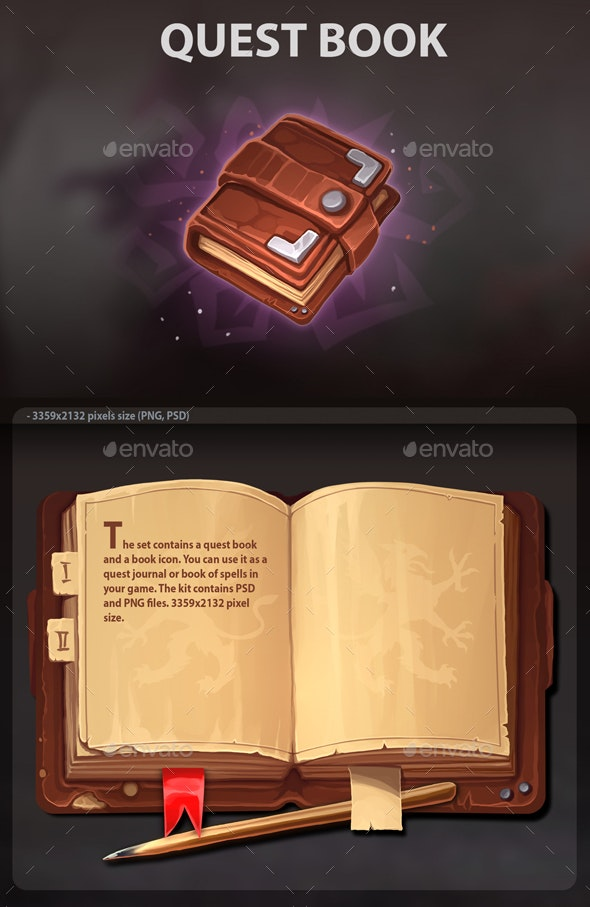 QUEST BOOK
envato envato
- 3359x2132 pixels size (PNG, PSD)
envato envato
The set contains a quest book
and a book icon. You can use it as a
quest journal or book of spells in
your game. The kit contains PSD
and PNG files. 3359x2132 pixel
size.
I
II
envato envato